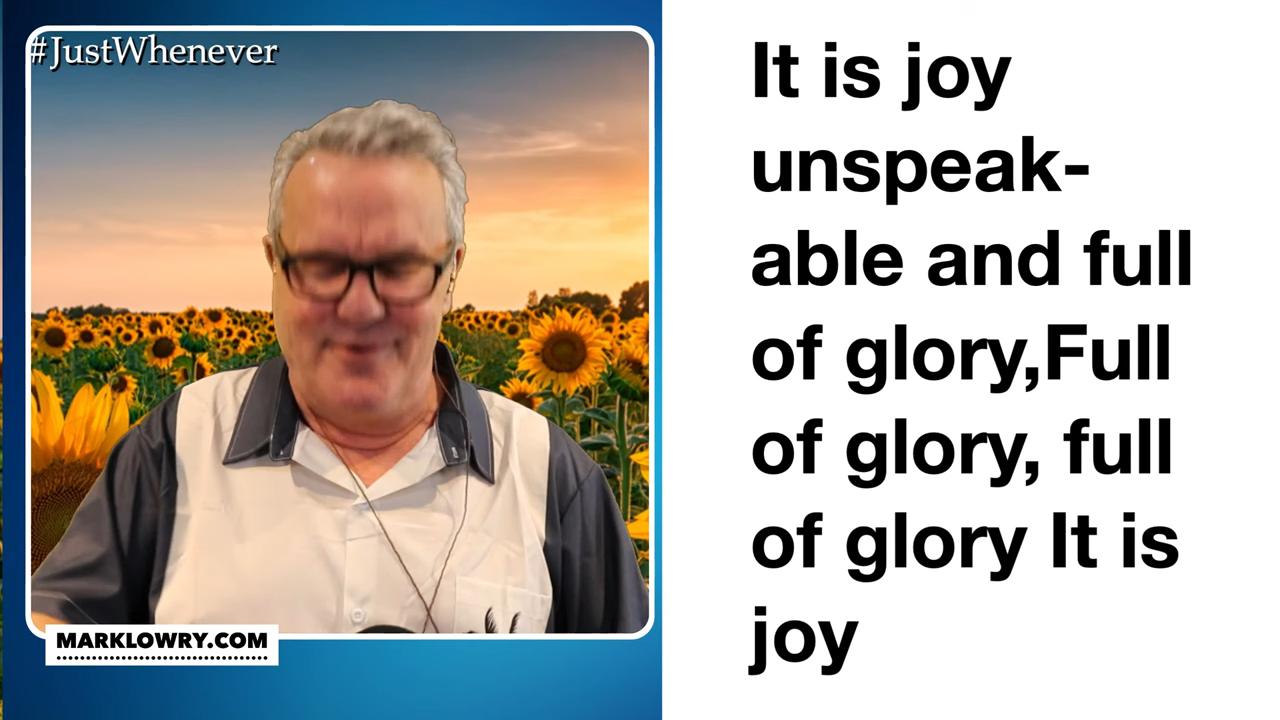 #JustWhenever
MARKLOWRY.COM
It is joy
unspeak-
able and full
of glory,Full
of glory, full
of glory It is
joy